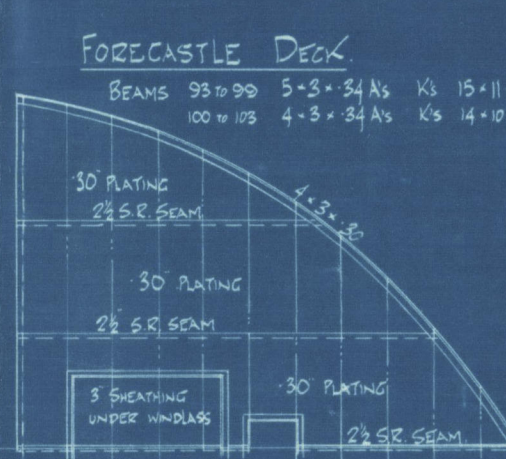 FORECASTLE DECK.
BEAMS 93 TO 99 5 × 3 × .34 A's K's 15 × 11
100 TO 103 4 × 3 × .34 A's K's 14 × 10
.30" PLATING
2½ S.R. SEAM
4 × 3 × .30
.30" PLATING
2½" S.R. SEAM
3" SHEATHING
UNDER WINDLASS
.30" PLATING
2½ S.R. SEAM.